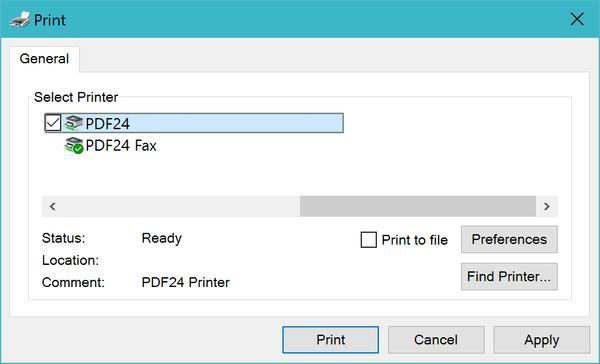 Print
General
Select Printer
PDF24
PDF24 Fax
Status: Ready
Print to file
Preferences
Location:
Comment: PDF24 Printer
Find Printer...
Print
Cancel
Apply